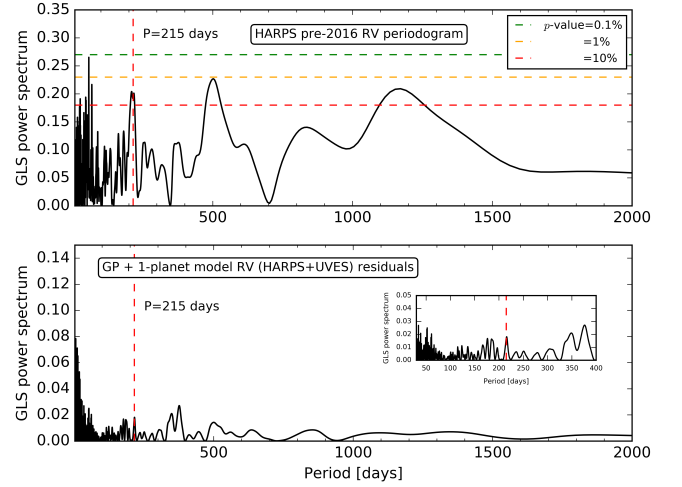 0.35
0.30
0.25
0.20
0.15
0.10
0.05
0.00
GLS power spectrum
P=215 days
HARPS pre-2016 RV periodogram
p-value=0.1%
=1%
=10%
500
1000
1500
2000
0.14
0.12
0.10
0.08
0.06
0.04
0.02
0.00
GLS power spectrum
GP + 1-planet model RV (HARPS+UVES) residuals
P=215 days
0.05
0.04
0.03
0.02
0.01
0.00
GLS power spectrum
50 100 150 200 250 300 350 400
Period [days]
500
1000
1500
2000
Period [days]